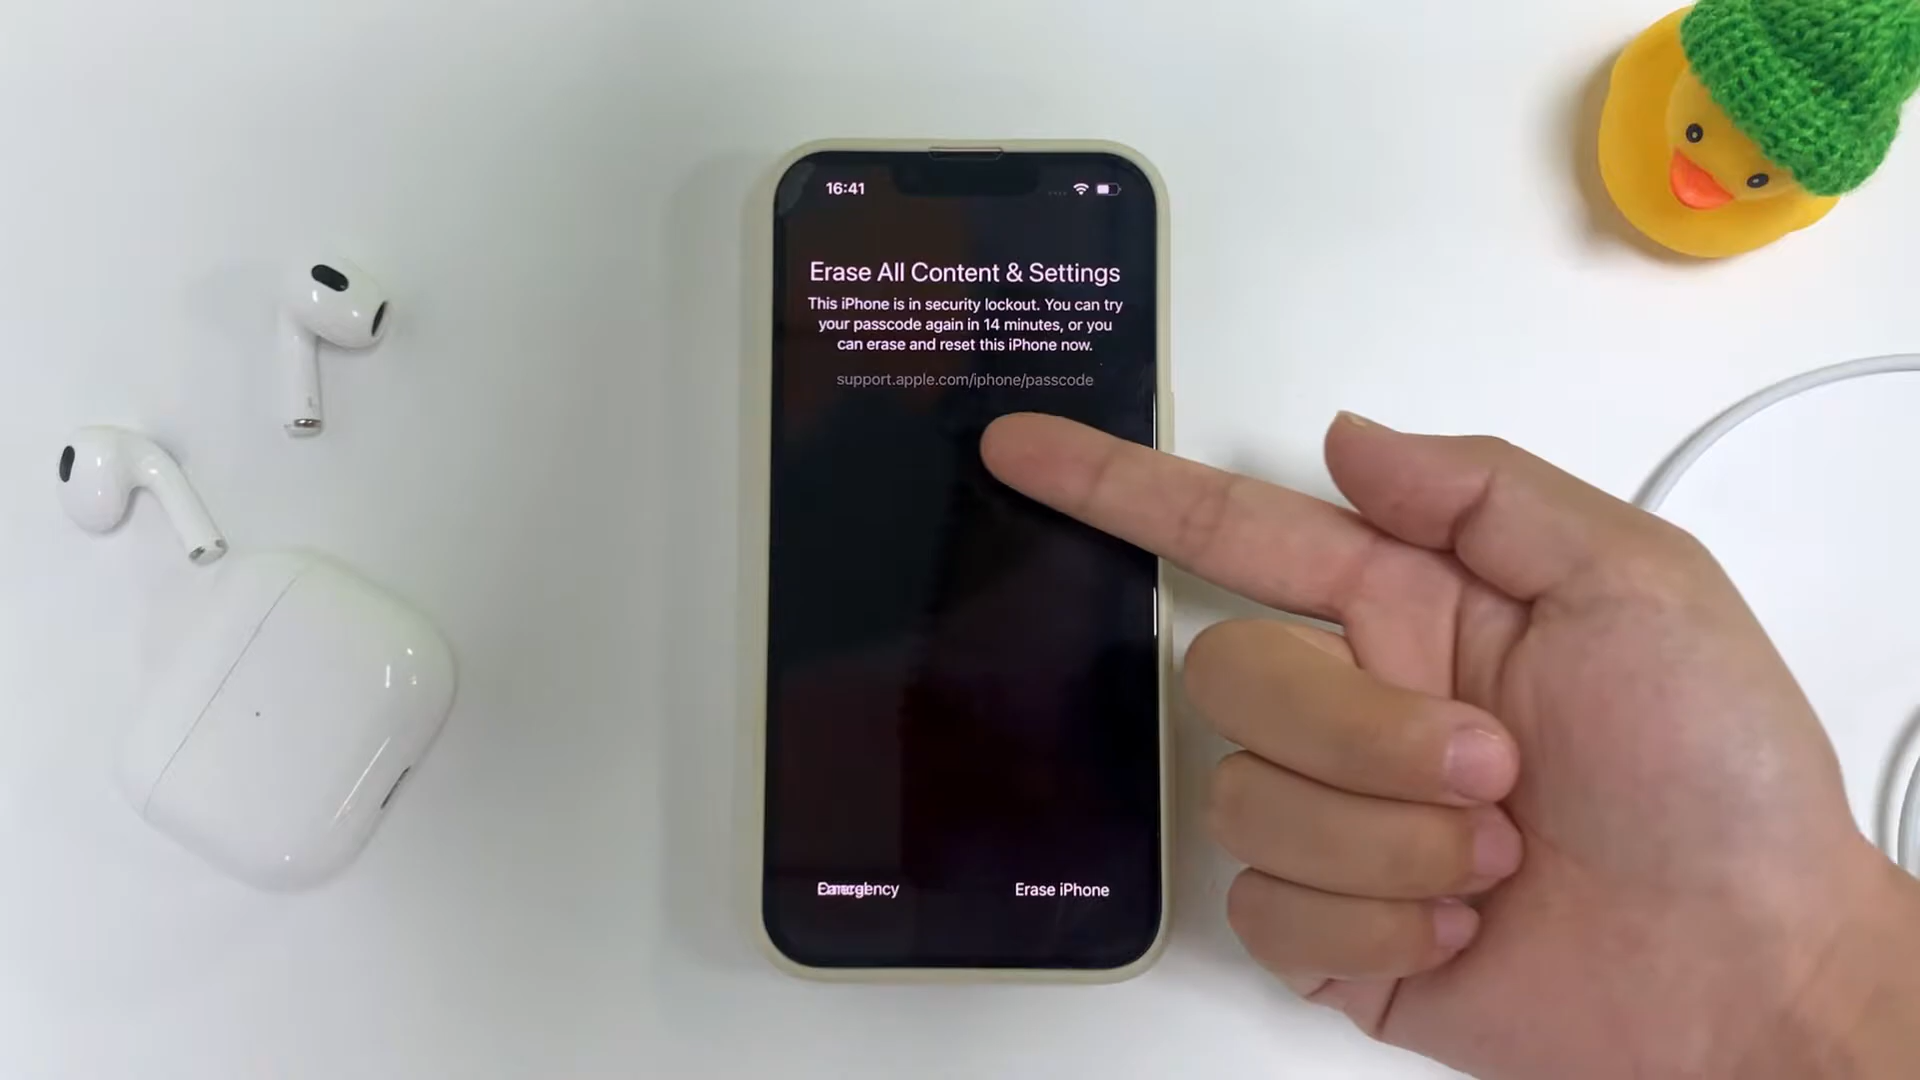 16:41
Erase All Content & Settings
This iPhone is in security lockout. You can try
your passcode again in 14 minutes, or you
can erase and reset this iPhone now.
support.apple.com/iphone/passcode
Erase iPhone